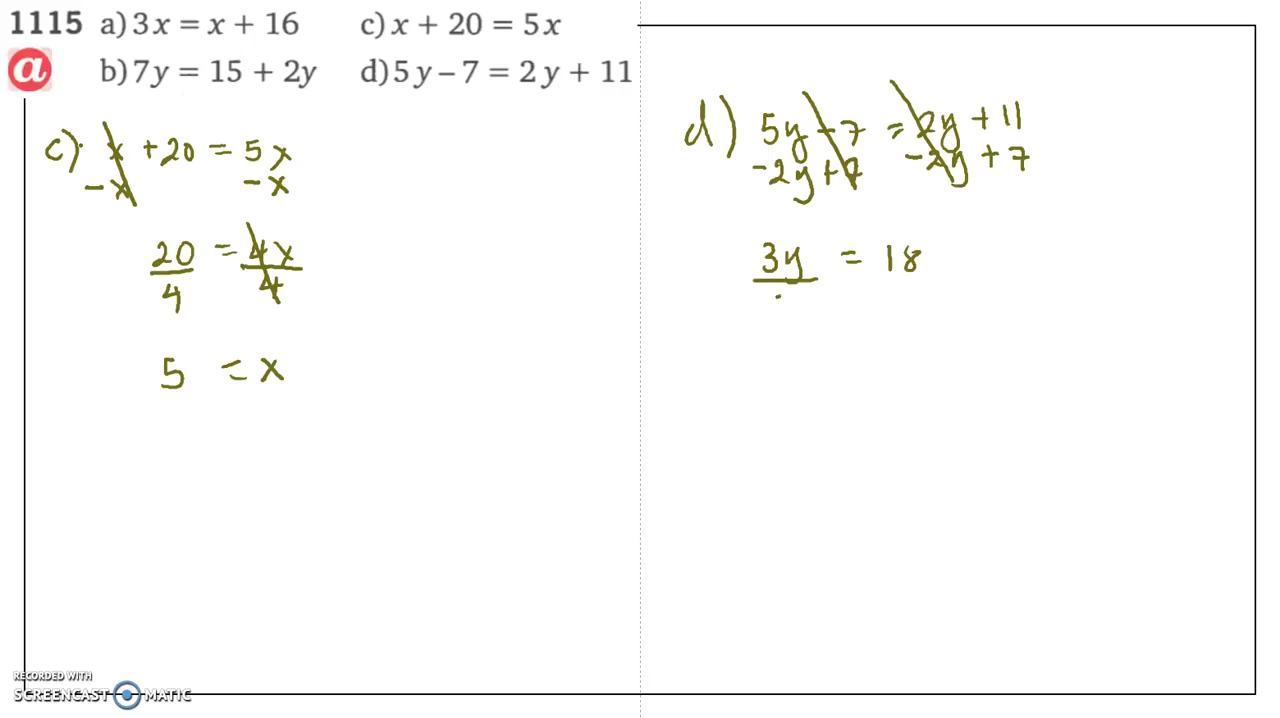 1115 a) 3x = x + 16 c) x + 20 = 5x
a b) 7y = 15 + 2y d) 5y – 7 = 2y + 11
c) x + 20 = 5x
-x -x
20 = 4x
4 4
5 = x
d) 5y - 7 = 2y + 11
-2y + 7 -2y + 7
3y = 18
RECORDED WITH
SCREENCAST MATIC